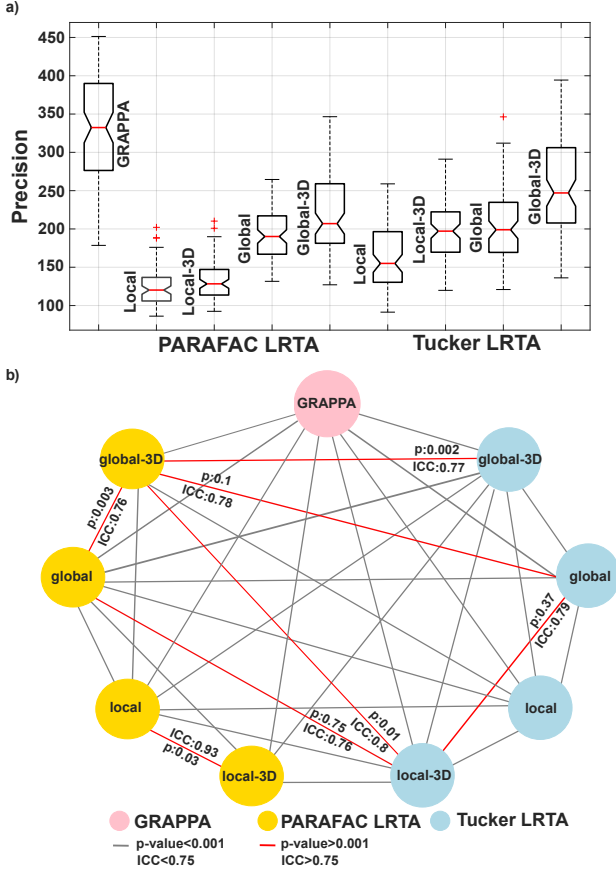 a)
450
400
350
300
250
200
150
100
Precision
GRAPPA
Local
Local-3D
Global
Global-3D
Local
Local-3D
Global
Global-3D
PARAFAC LRTA
Tucker LRTA
b)
GRAPPA
global-3D
global-3D
p:0.002
ICC:0.77
p:0.1
ICC:0.78
p:0.003
ICC:0.76
global
global
p:0.37
ICC:0.79
local
local
p:0.01
ICC:0.8
p:0.75
ICC:0.76
ICC:0.93
p:0.03
local-3D
local-3D
GRAPPA
PARAFAC LRTA
Tucker LRTA
p-value<0.001
ICC<0.75
p-value>0.001
ICC>0.75